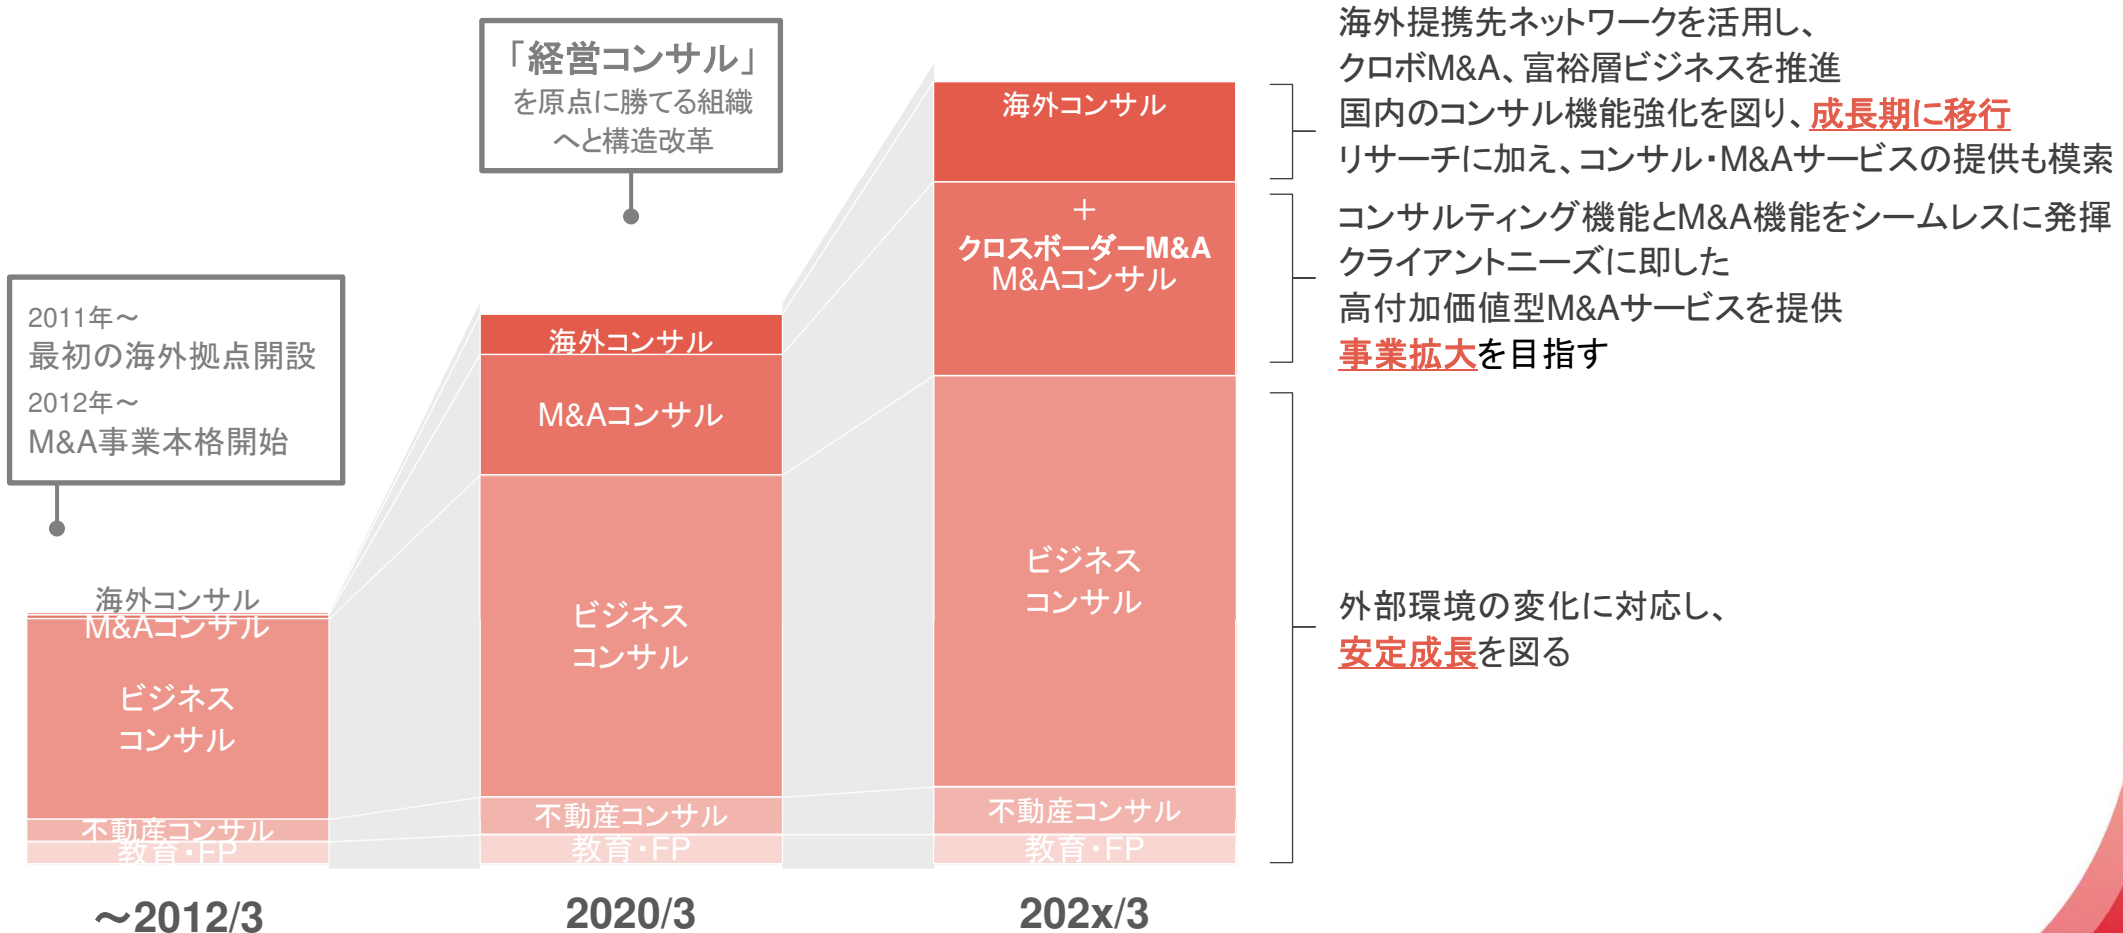 2011年～
最初の海外拠点開設
2012年～
M&A事業本格開始
海外コンサル
M&Aコンサル
ビジネス
コンサル
不動産コンサル
教育・FP
～2012/3
「経営コンサル」
を原点に勝てる組織
へと構造改革
海外コンサル
M&Aコンサル
ビジネス
コンサル
不動産コンサル
教育・FP
2020/3
海外コンサル
＋
クロスボーダーM&A
M&Aコンサル
ビジネス
コンサル
不動産コンサル
教育・FP
202x/3
海外提携先ネットワークを活用し、
クロボM&A、富裕層ビジネスを推進
国内のコンサル機能強化を図り、成長期に移行
リサーチに加え、コンサル・M&Aサービスの提供も模索
コンサルティング機能とM&A機能をシームレスに発揮
クライアントニーズに即した
高付加価値型M&Aサービスを提供
事業拡大を目指す
外部環境の変化に対応し、
安定成長を図る